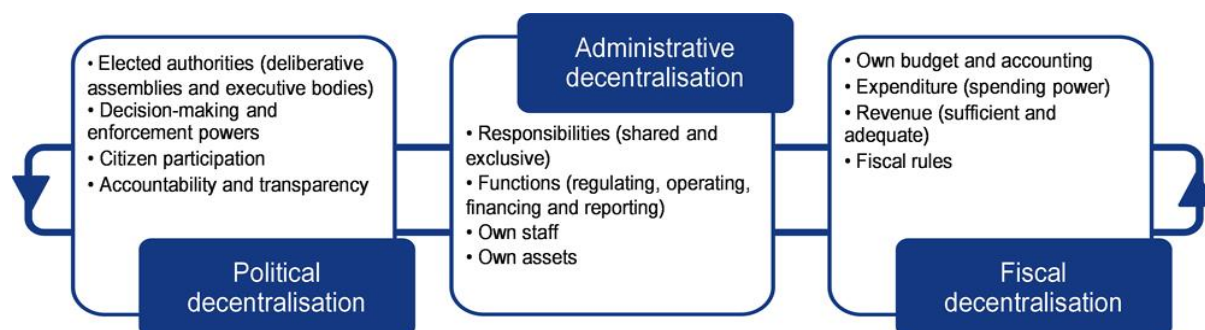 • Elected authorities (deliberative
assemblies and executive bodies)
• Decision-making and
enforcement powers
• Citizen participation
• Accountability and transparency
Political
decentralisation
Administrative
decentralisation
• Responsibilities (shared and
exclusive)
• Functions (regulating, operating,
financing and reporting)
• Own staff
• Own assets
• Own budget and accounting
• Expenditure (spending power)
• Revenue (sufficient and
adequate)
• Fiscal rules
Fiscal
decentralisation